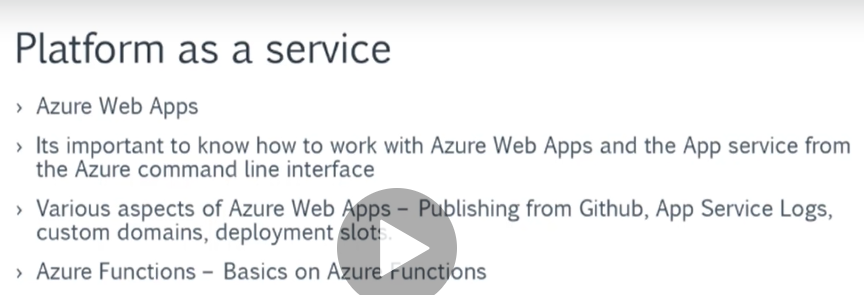 Platform as a service
› Azure Web Apps
› Its important to know how to work with Azure Web Apps and the App service from
the Azure command line interface
› Various aspects of Azure Web Apps – Publishing from Github, App Service Logs,
custom domains, deployment slots.
› Azure Functions – Basics on Azure Functions